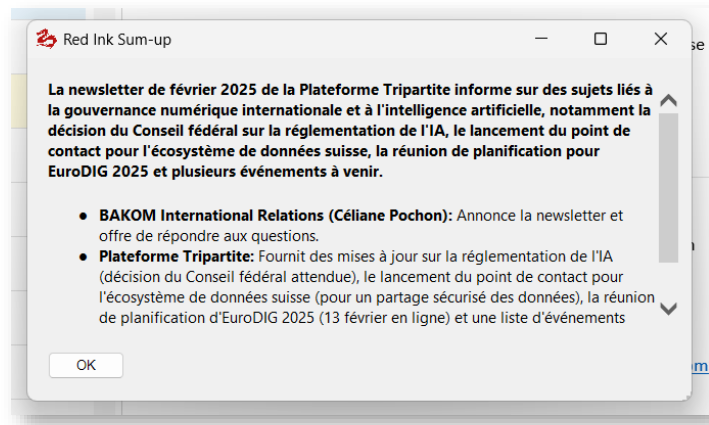 Red Ink Sum-up
La newsletter de février 2025 de la Plateforme Tripartite informe sur des sujets liés à
la gouvernance numérique internationale et à l'intelligence artificielle, notamment la
décision du Conseil fédéral sur la réglementation de l'IA, le lancement du point de
contact pour l'écosystème de données suisse, la réunion de planification pour
EuroDIG 2025 et plusieurs événements à venir.
● BAKOM International Relations (Céliane Pochon): Annonce la newsletter et
offre de répondre aux questions.
● Plateforme Tripartite: Fournit des mises à jour sur la réglementation de l'IA
(décision du Conseil fédéral attendue), le lancement du point de contact pour
l'écosystème de données suisse (pour un partage sécurisé des données), la réunion
de planification d'EuroDIG 2025 (13 février en ligne) et une liste d'événements
OK